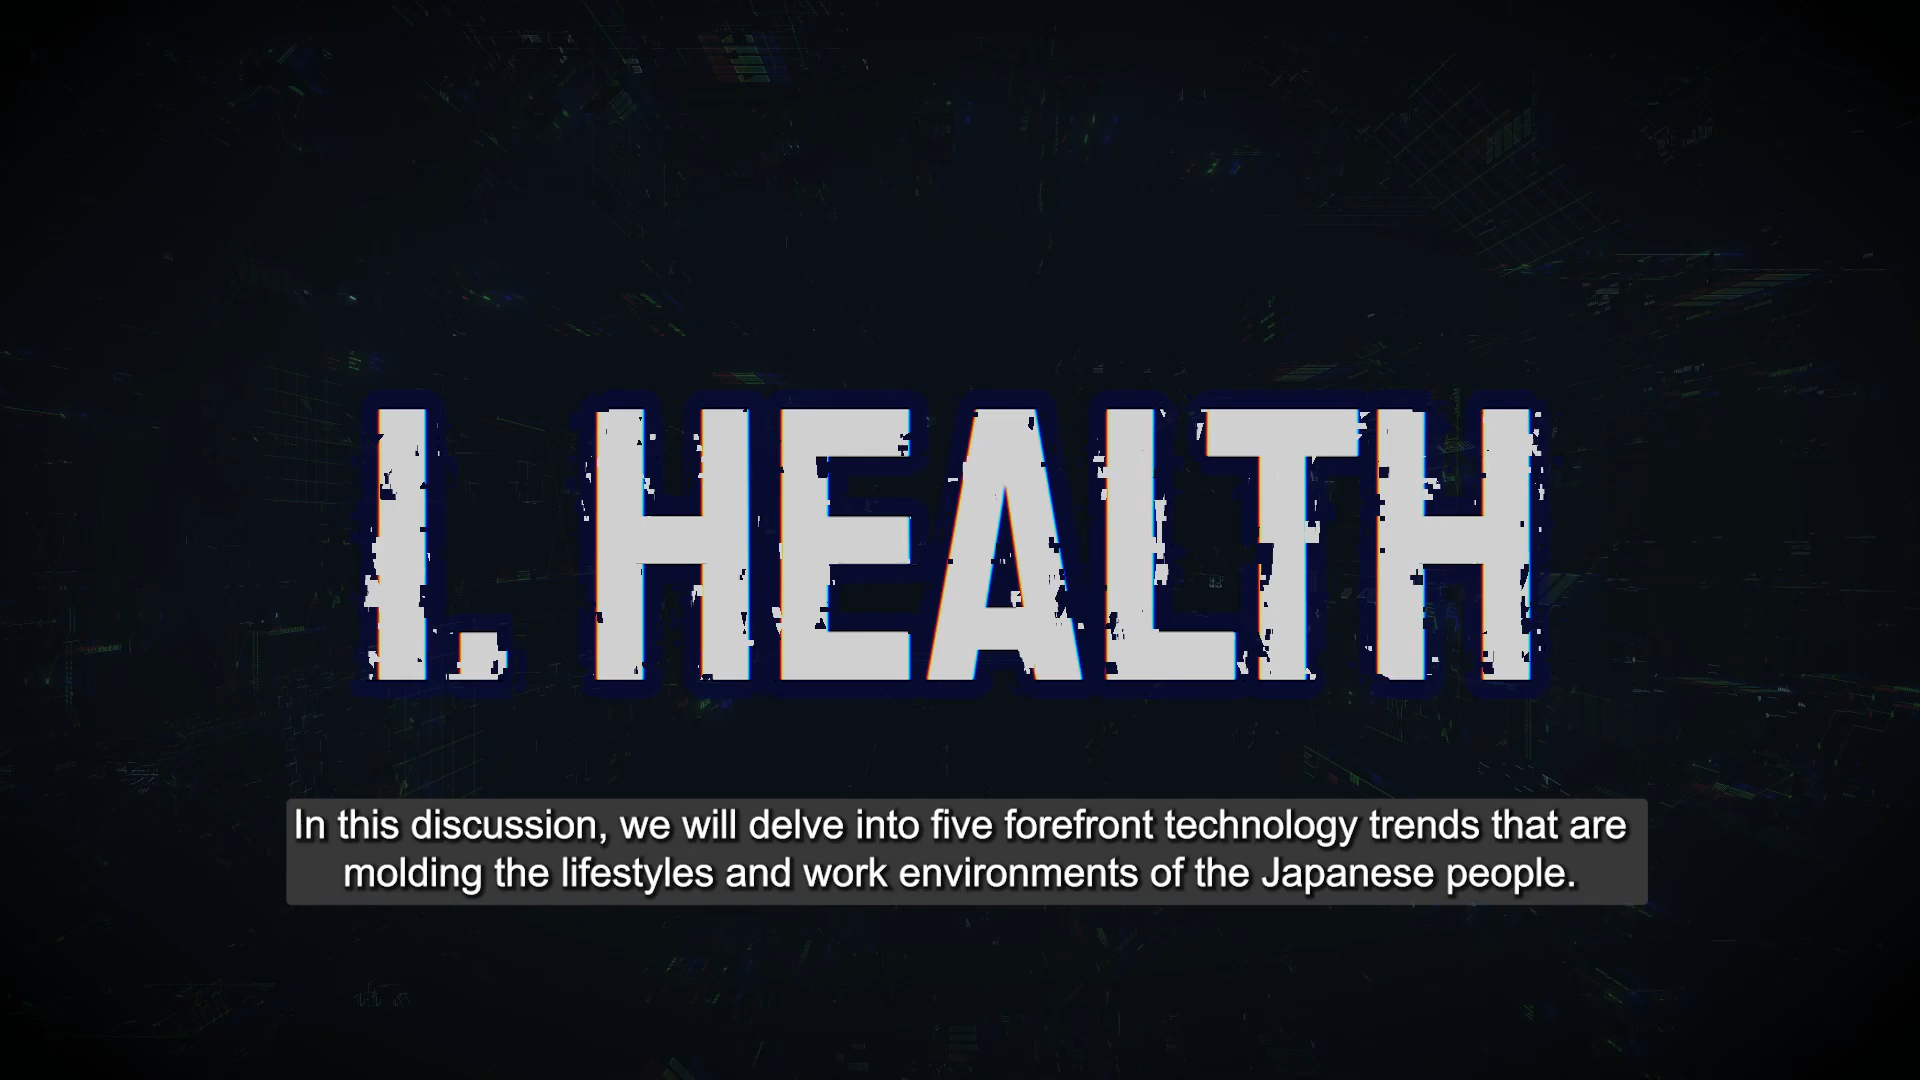 I. HEALTH
In this discussion, we will delve into five forefront technology trends that are
molding the lifestyles and work environments of the Japanese people.